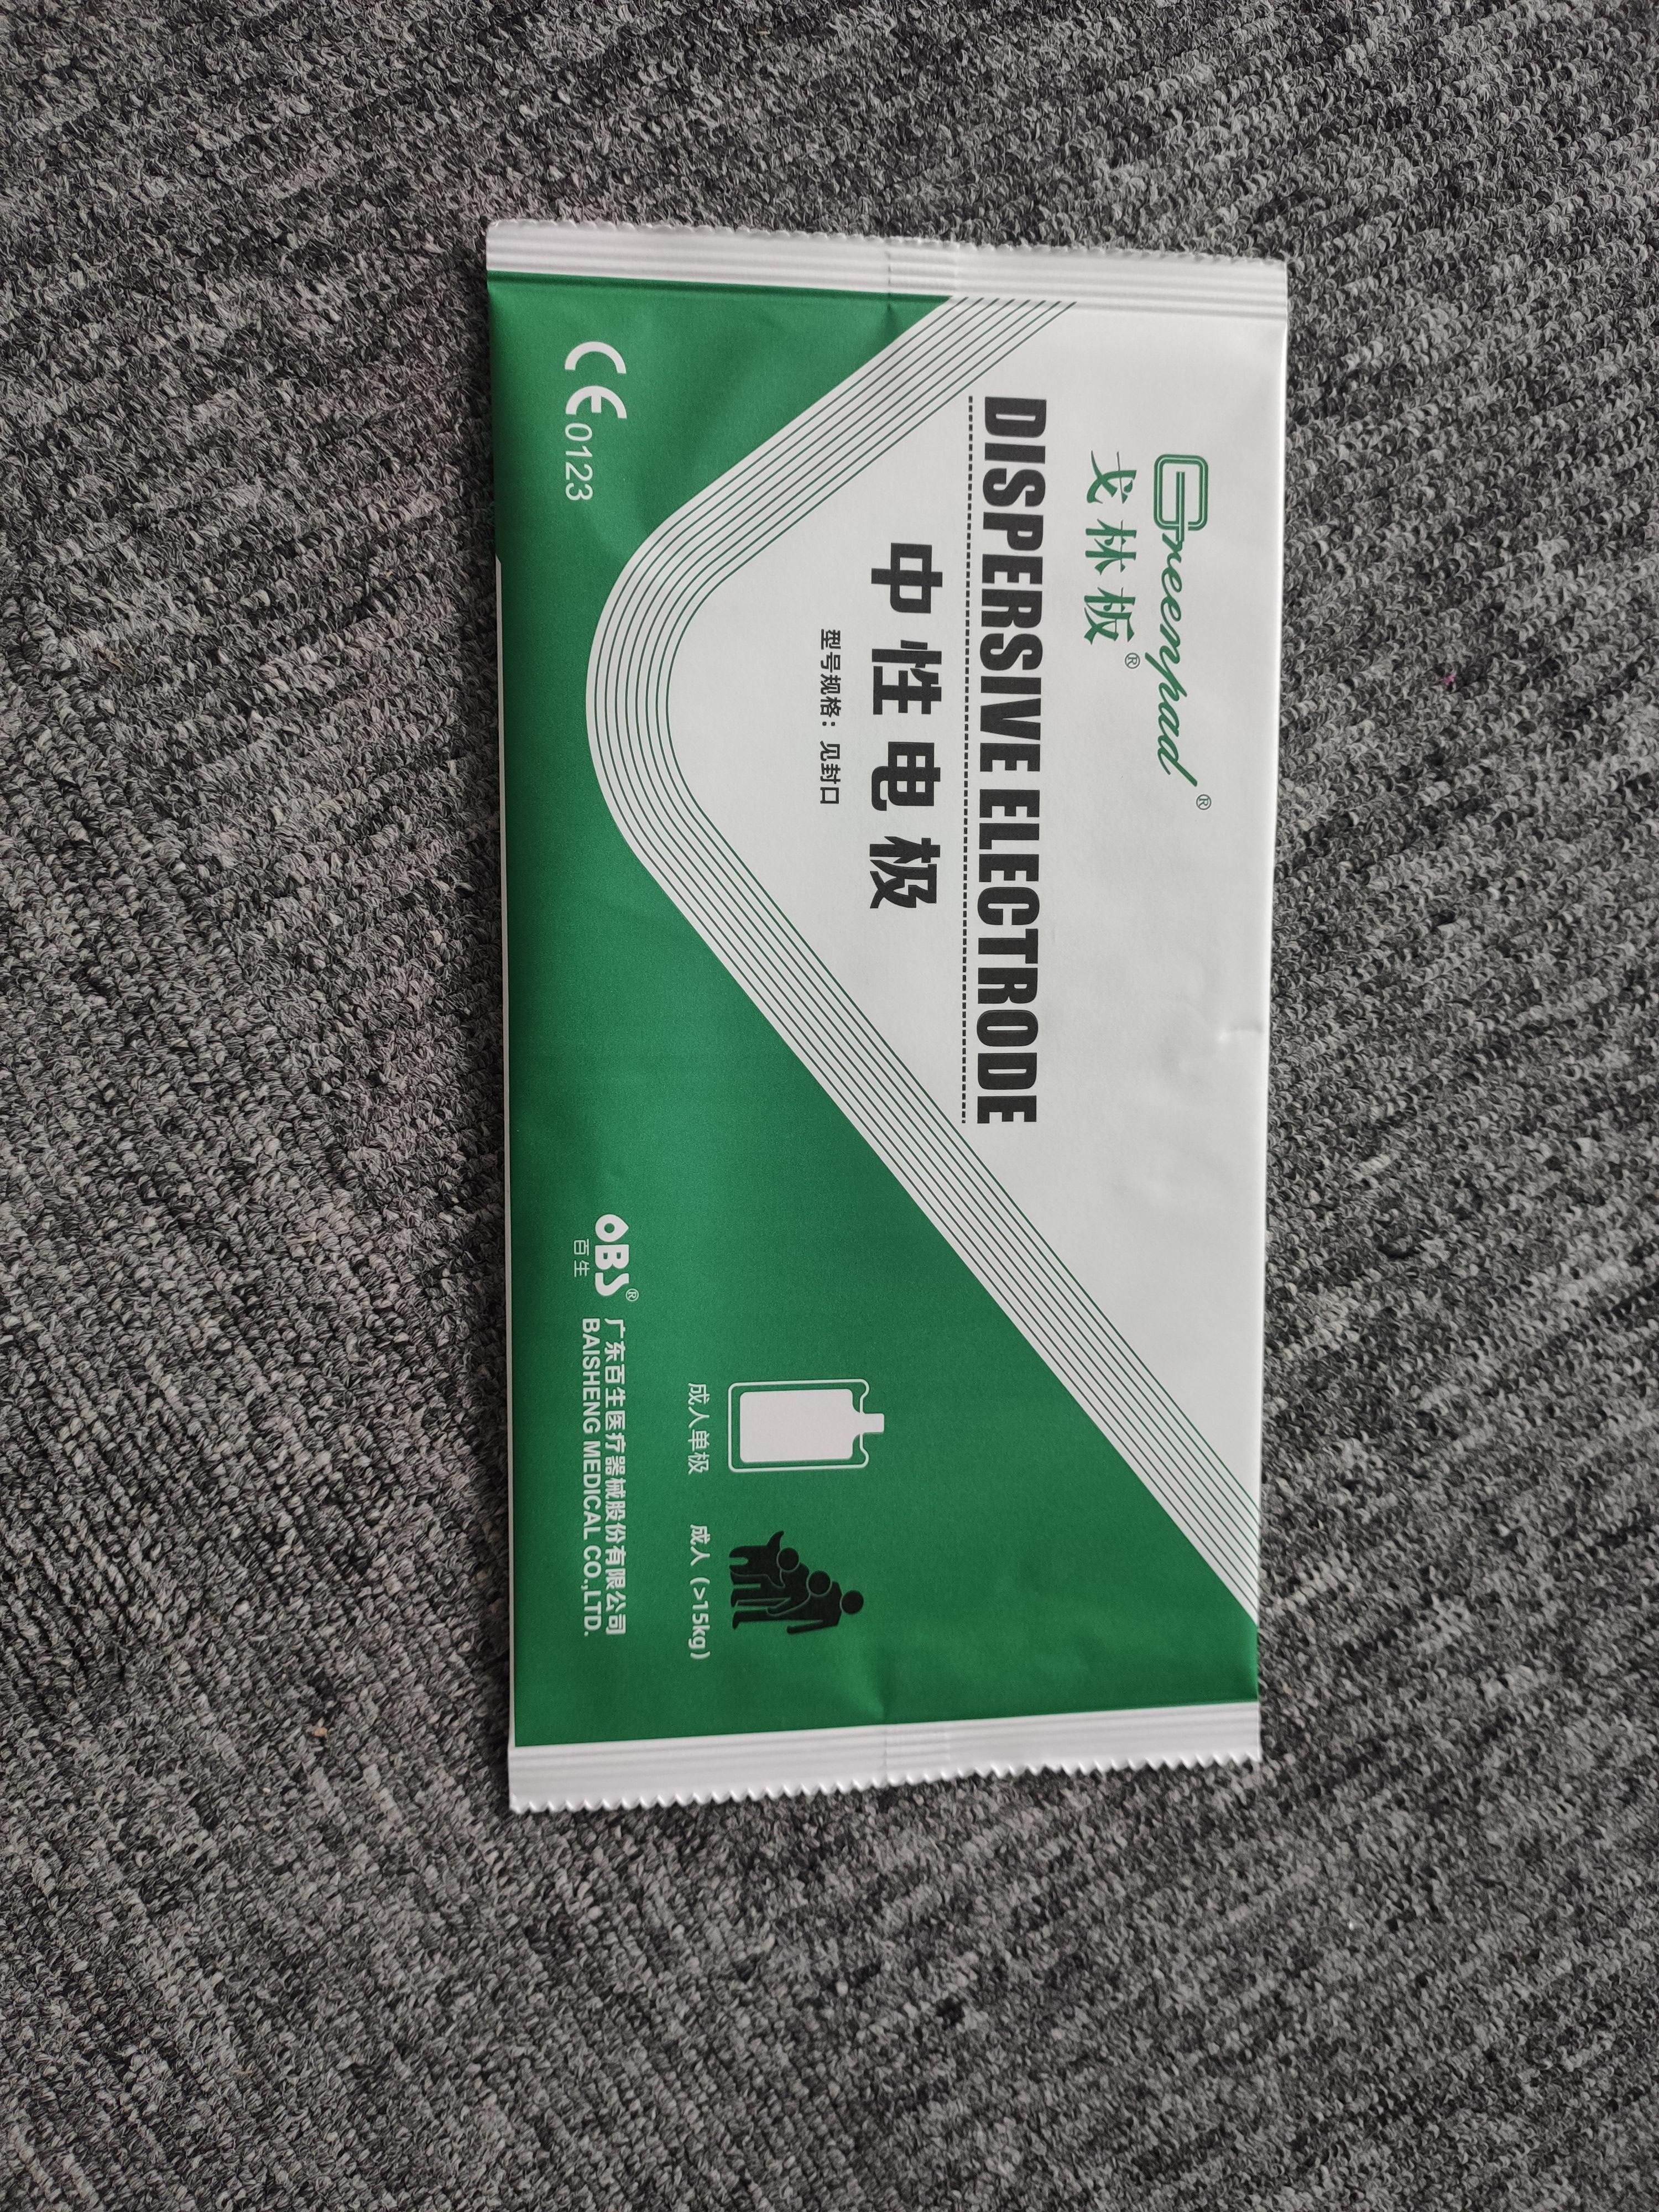 Greenpad®
戈林板®
DISPERSIVE ELECTRODE
中性电极
型号规格：见封口
成人单极
成人（>15kg）
CE 0123
BS®
百生
广东百生医疗器械股份有限公司
BAISHENG MEDICAL CO.,LTD.